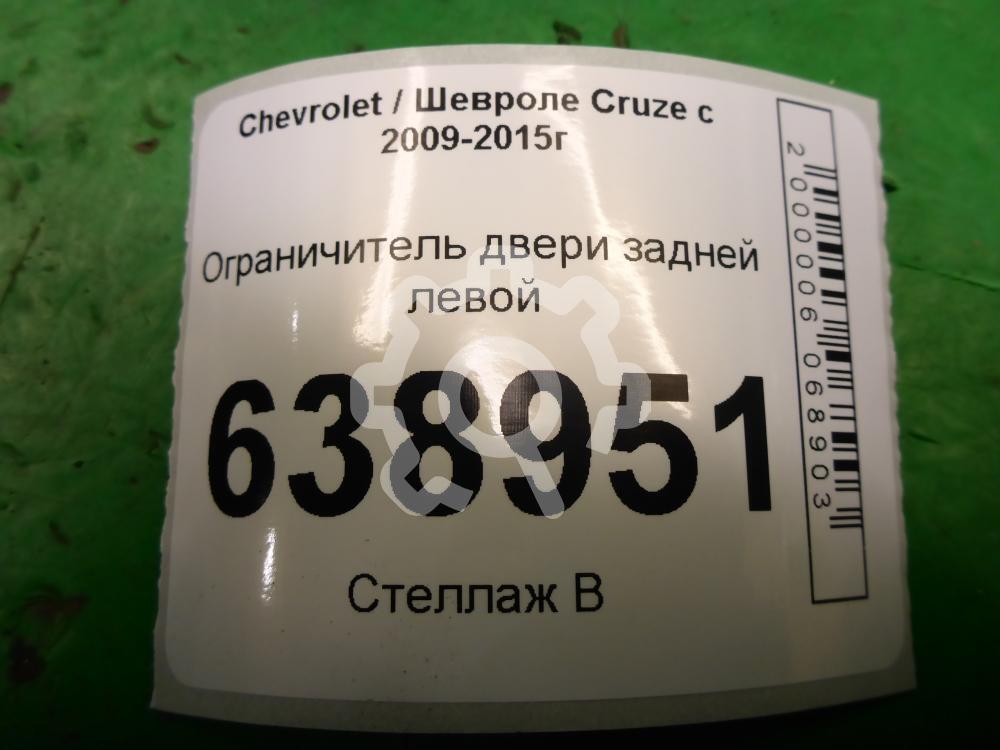 Chevrolet / Шевроле Cruze с
2009-2015г
Ограничитель двери задней
левой
638951
Стеллаж В
2000006068903